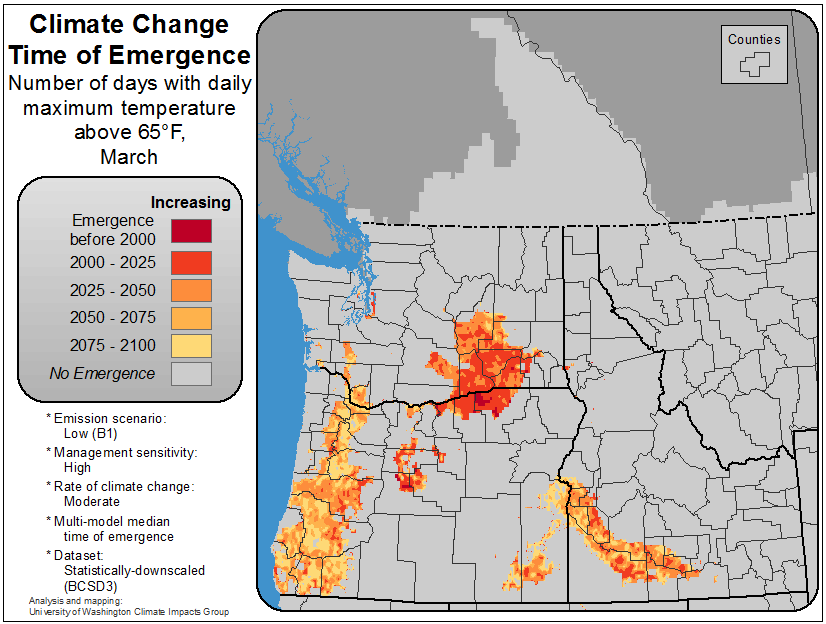 Climate Change
Time of Emergence
Number of days with daily
maximum temperature
above 65°F,
March
Increasing
Emergence
before 2000
2000 - 2025
2025 - 2050
2050 - 2075
2075 - 2100
No Emergence
* Emission scenario:
Low (B1)
* Management sensitivity:
High
* Rate of climate change:
Moderate
* Multi-model median
time of emergence
* Dataset:
Statistically-downscaled
(BCSD3)
Analysis and mapping:
University of Washington Climate Impacts Group
Counties